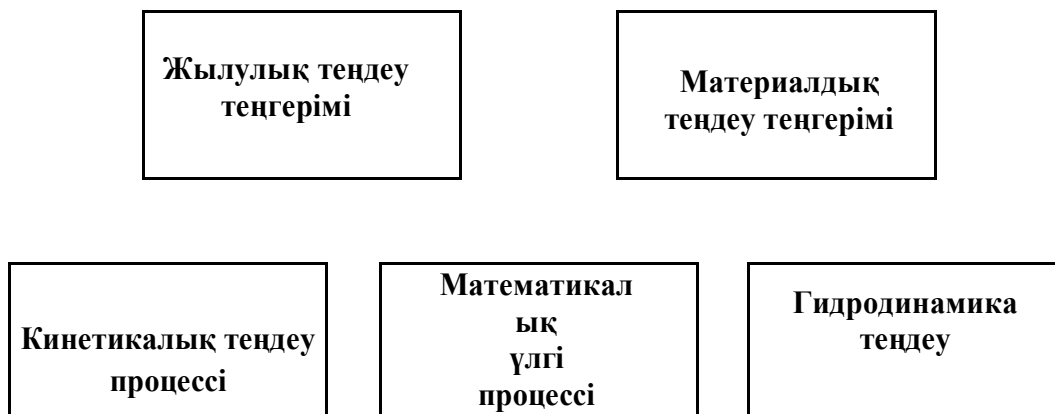 Жылулық теңдеу
теңгерімі
Материалдық
теңдеу теңгерімі
Кинетикалық теңдеу
процессі
Математикал
ық
үлгі
процессі
Гидродинамика
теңдеу